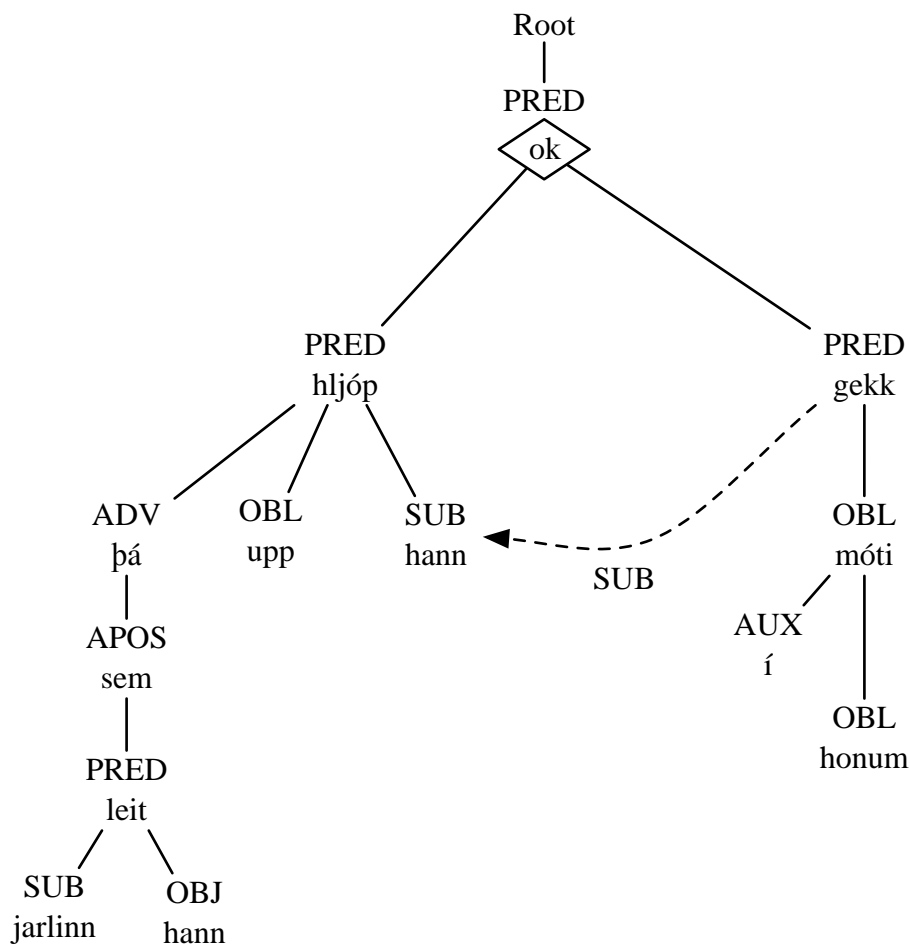 Root
PRED
ok
PRED
hljóp
PRED
gekk
ADV
þá
OBL
upp
SUB
hann
SUB
OBL
móti
APOS
sem
AUX
í
PRED
leit
OBL
honum
SUB
jarlinn
OBJ
hann